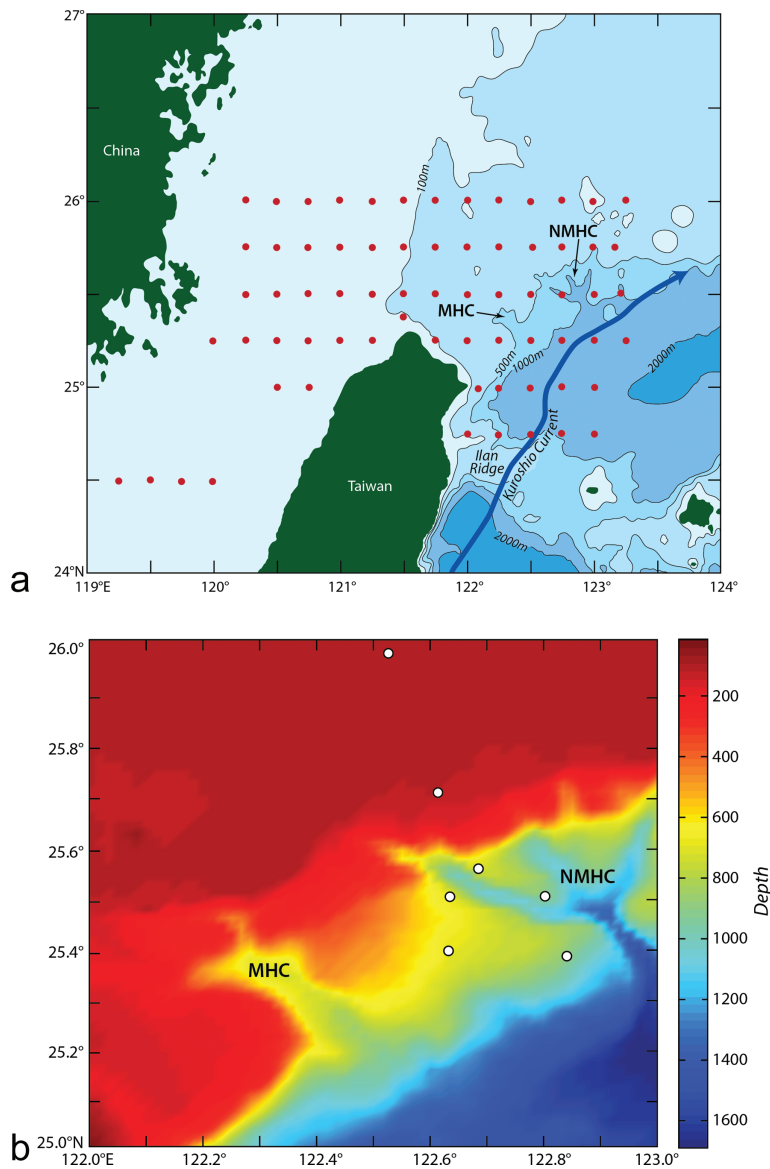 27°
China
100m
26°
NMHC
MHC
500m
1000m
2000m
25°
Ilan
Ridge
Kuroshio Current
Taiwan
2000m
24°N
a
119°E
120°
121°
122°
123°
124°
26.0°
25.8°
25.6°
25.4°
25.2°
25.0°N
NMHC
MHC
b
122.0°E
122.2°
122.4°
122.6°
122.8°
123.0°
200
400
600
800
1000
1200
1400
1600
Depth